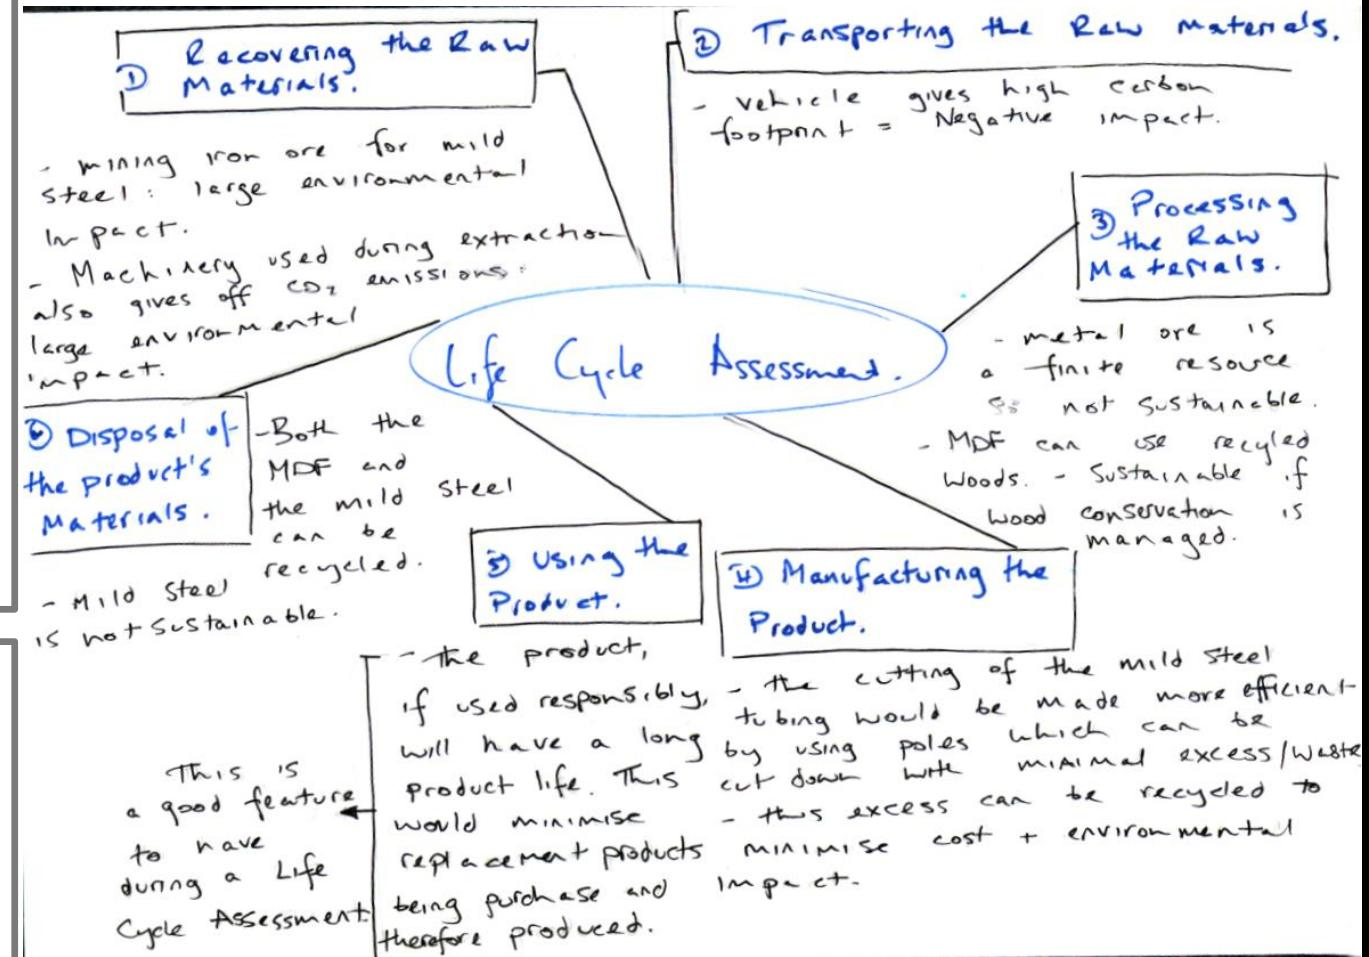 Life Cycle Assessment.
① Recovering the Raw
Materials.
- mining iron ore for mild
steel: large environmental
impact.
- Machinery used during extraction
also gives off CO₂ emissions:
large environmental
impact.
② Transporting the Raw Materials.
- vehicle gives high carbon
footprint = Negative impact.
③ Processing
the Raw
Materials.
- metal ore is
a finite resource
so not sustainable.
- MDF can use recyled
woods. - Sustainable if
wood conservation is
managed.
④ Manufacturing the
Product.
- the cutting of the mild steel
tubing would be made more efficient
by using poles which can be
cut down with minimal excess/waste
- this excess can be recycled to
minimise cost + environmental
impact.
⑤ Using the
Product.
- the product,
if used responsibly,
will have a long
product life. This
would minimise
replacement products
being purchase and
therefore produced.
This is
a good feature
to have
during a Life
Cycle Assessment
⑥ Disposal of
the product's
Materials.
- Both the
MDF and
the mild steel
can be
recycled.
- Mild Steel
is not sustainable.